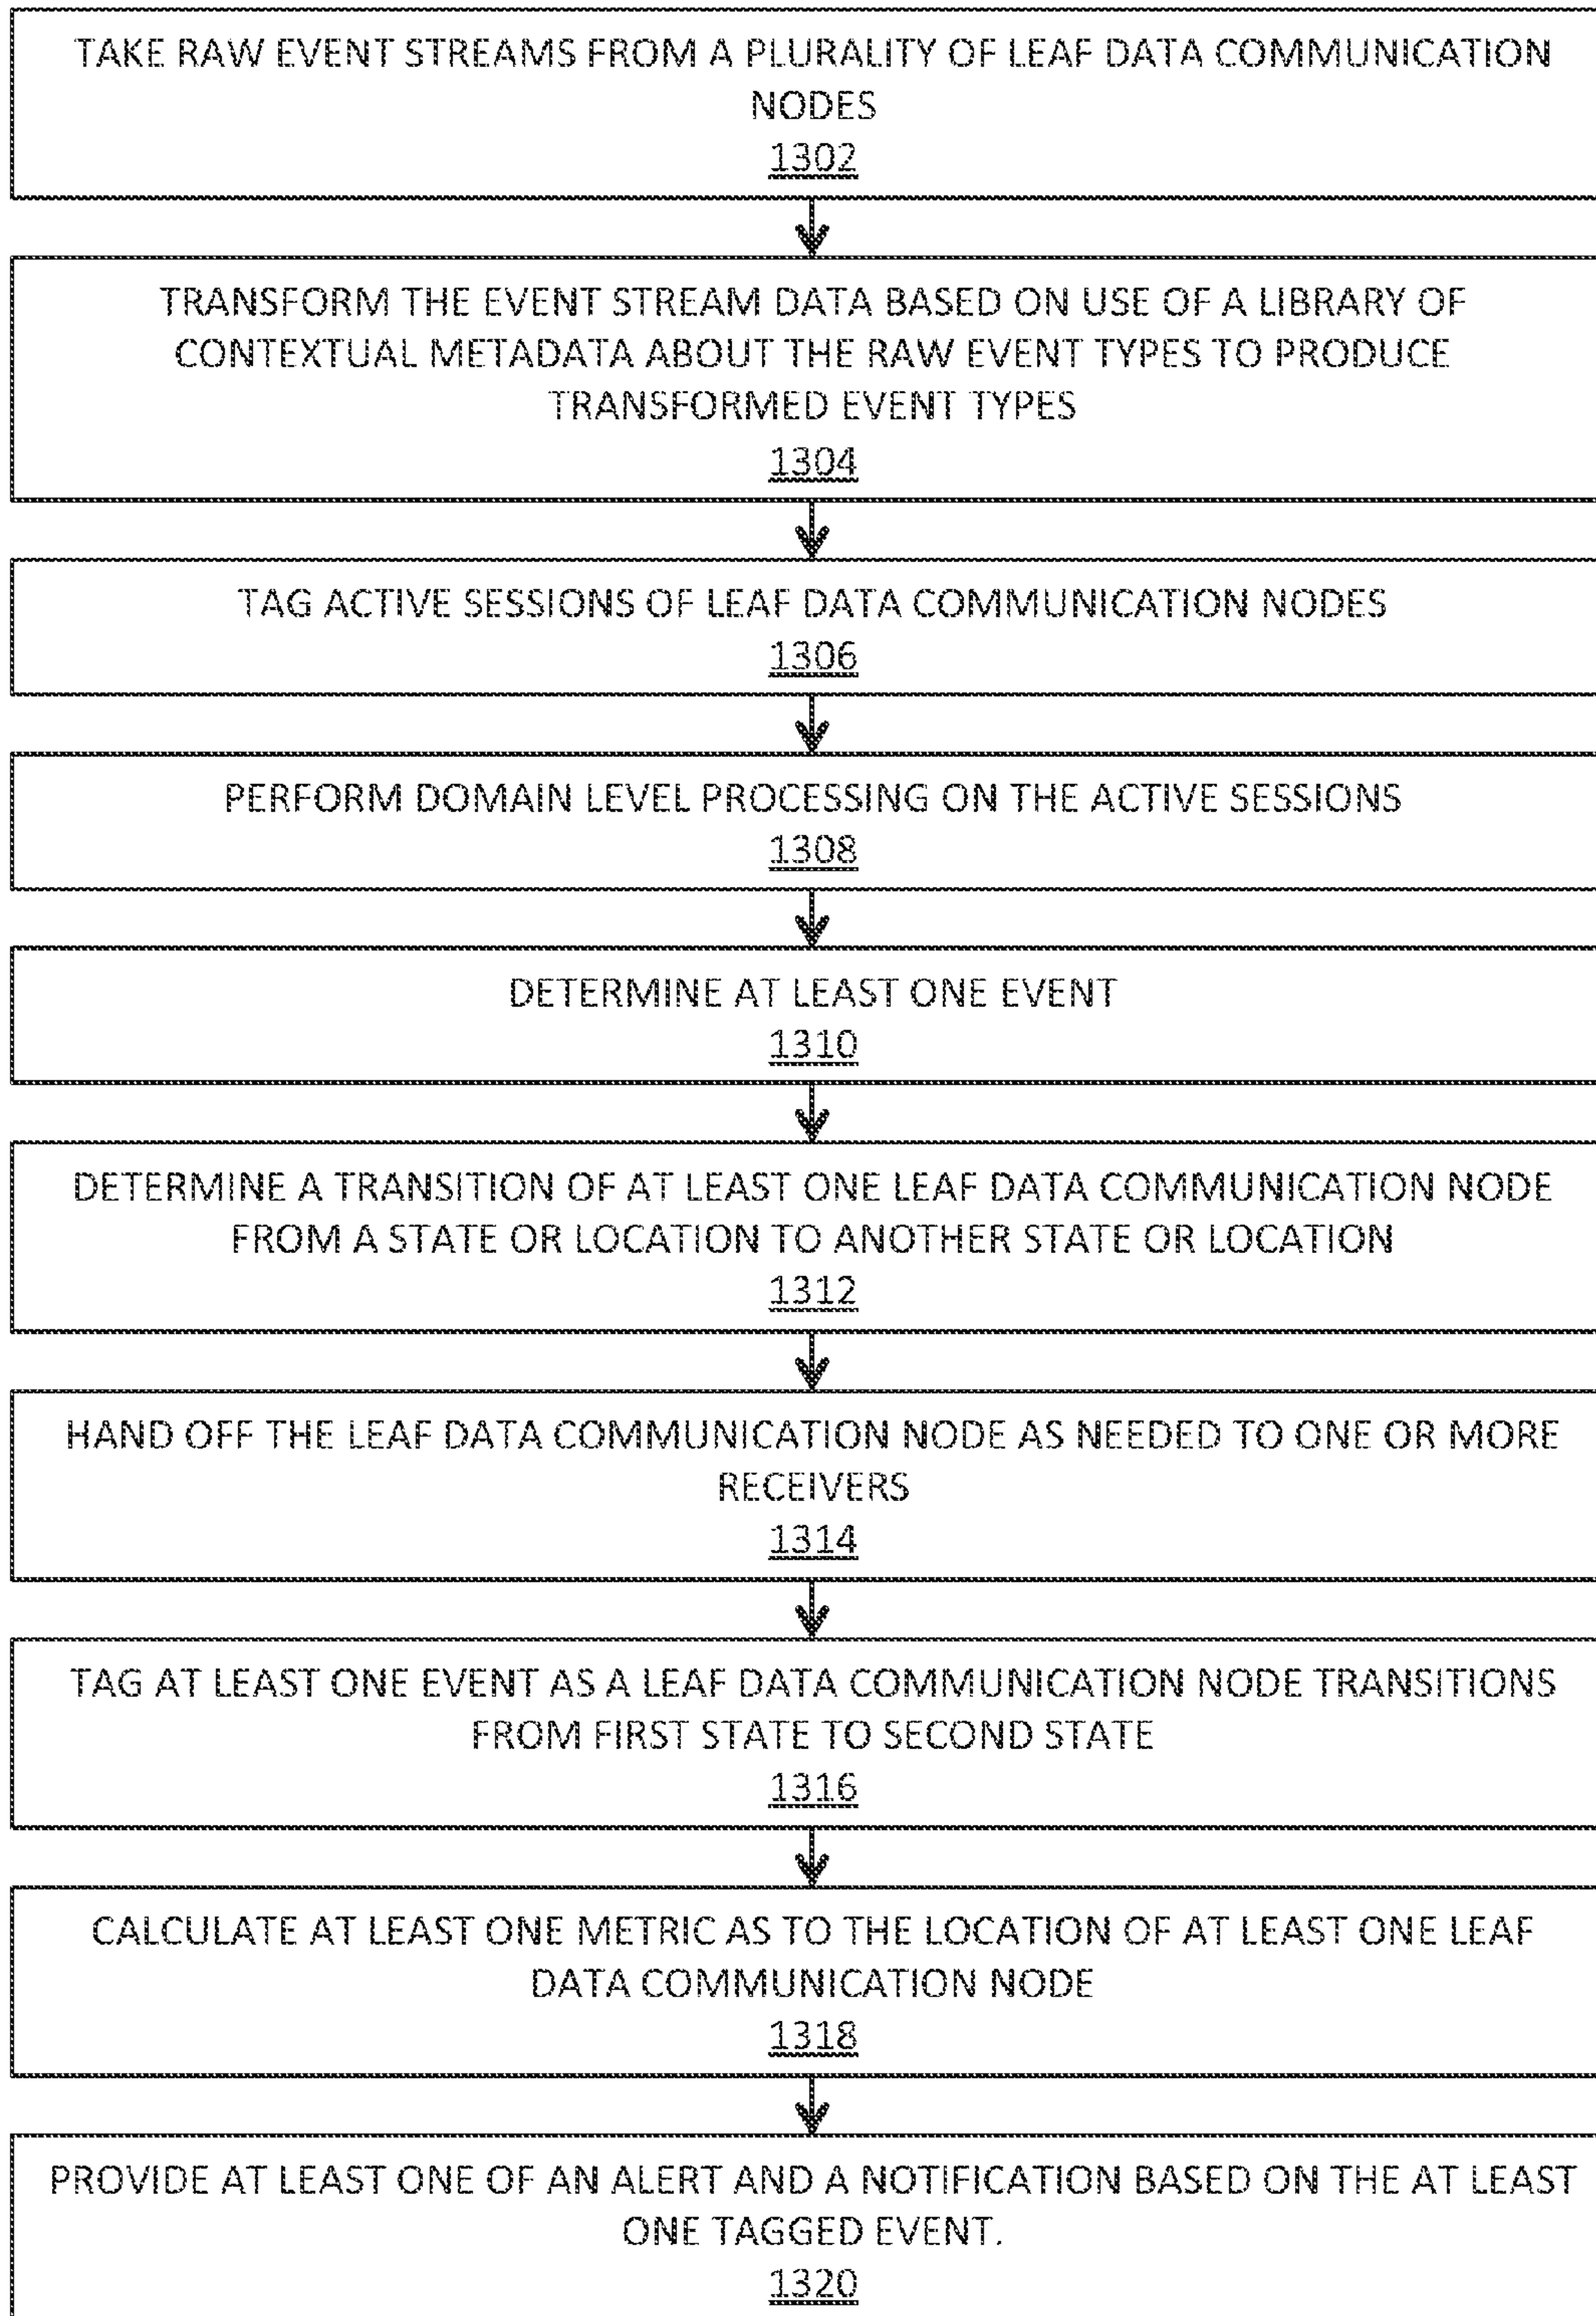 TAKE RAW EVENT STREAMS FROM A PLURALITY OF LEAF DATA COMMUNICATION
NODES
1302
TRANSFORM THE EVENT STREAM DATA BASED ON USE OF A LIBRARY OF
CONTEXTUAL METADATA ABOUT THE RAW EVENT TYPES TO PRODUCE
TRANSFORMED EVENT TYPES
1304
TAG ACTIVE SESSIONS OF LEAF DATA COMMUNICATION NODES
1306
PERFORM DOMAIN LEVEL PROCESSING ON THE ACTIVE SESSIONS
1308
DETERMINE AT LEAST ONE EVENT
1310
DETERMINE A TRANSITION OF AT LEAST ONE LEAF DATA COMMUNICATION NODE
FROM A STATE OR LOCATION TO ANOTHER STATE OR LOCATION
1312
HAND OFF THE LEAF DATA COMMUNICATION NODE AS NEEDED TO ONE OR MORE
RECEIVERS
1314
TAG AT LEAST ONE EVENT AS A LEAF DATA COMMUNICATION NODE TRANSITIONS
FROM FIRST STATE TO SECOND STATE
1316
CALCULATE AT LEAST ONE METRIC AS TO THE LOCATION OF AT LEAST ONE LEAF
DATA COMMUNICATION NODE
1318
PROVIDE AT LEAST ONE OF AN ALERT AND A NOTIFICATION BASED ON THE AT LEAST
ONE TAGGED EVENT.
1320